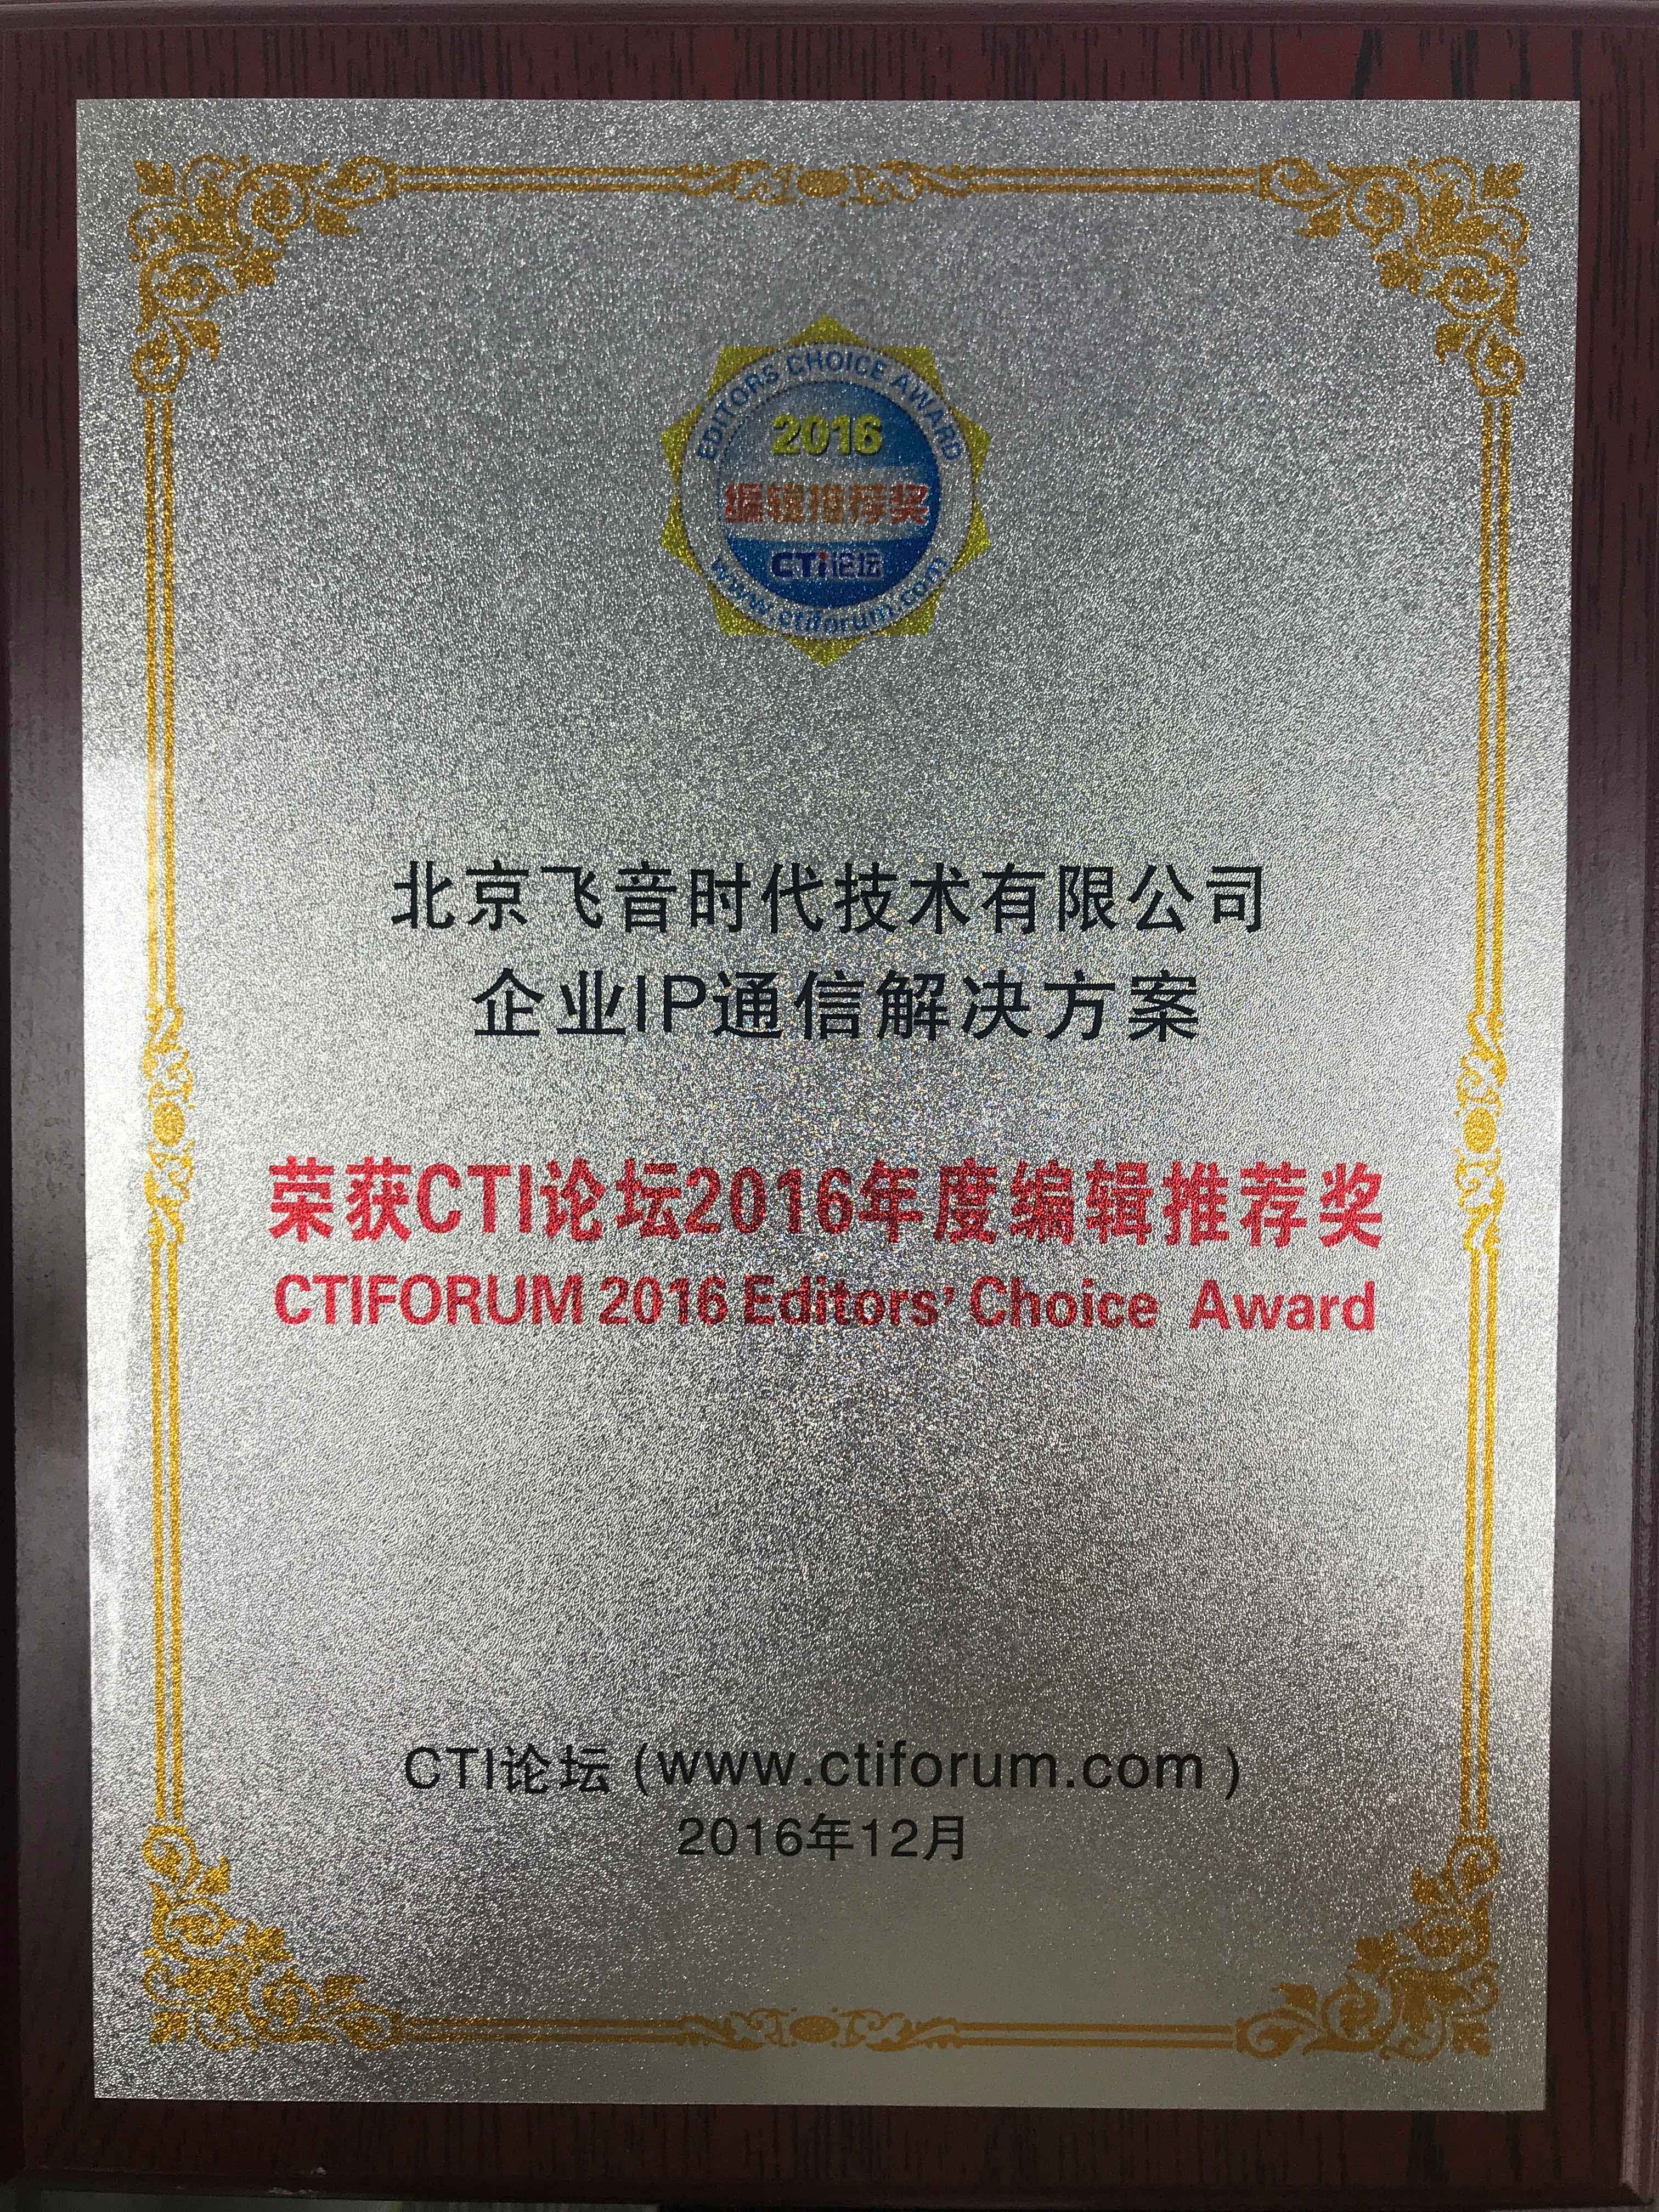 EDITORS CHOICE AWARD
2016
编辑推荐奖
CTi论坛
www.ctiforum.com
北京飞音时代技术有限公司
企业IP通信解决方案
荣获CTI论坛2016年度编辑推荐奖
CTIFORUM 2016 Editors' Choice Award
CTI论坛 (www.ctiforum.com )
2016年12月